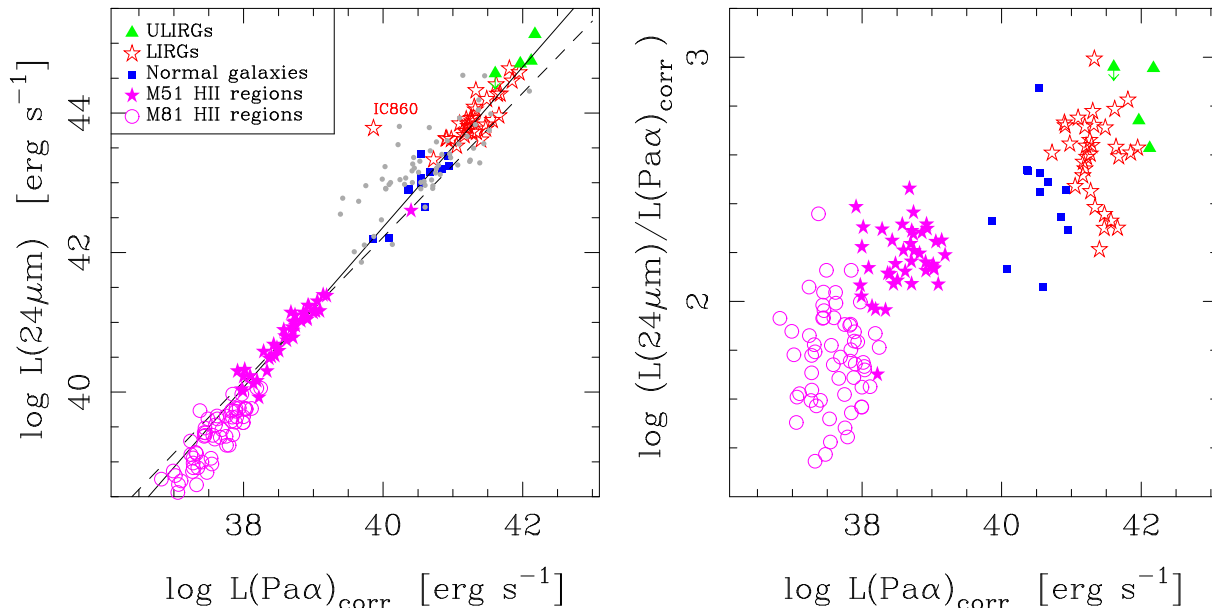 ULIRGs
LIRGs
Normal galaxies
M51 HII regions
M81 HII regions
IC860
log L(24μm) [erg s⁻¹]
44
42
40
38 40 42
log L(Paα)corr [erg s⁻¹]
log (L(24μm)/L(Paα)corr)
3
2
38 40 42
log L(Paα)corr [erg s⁻¹]